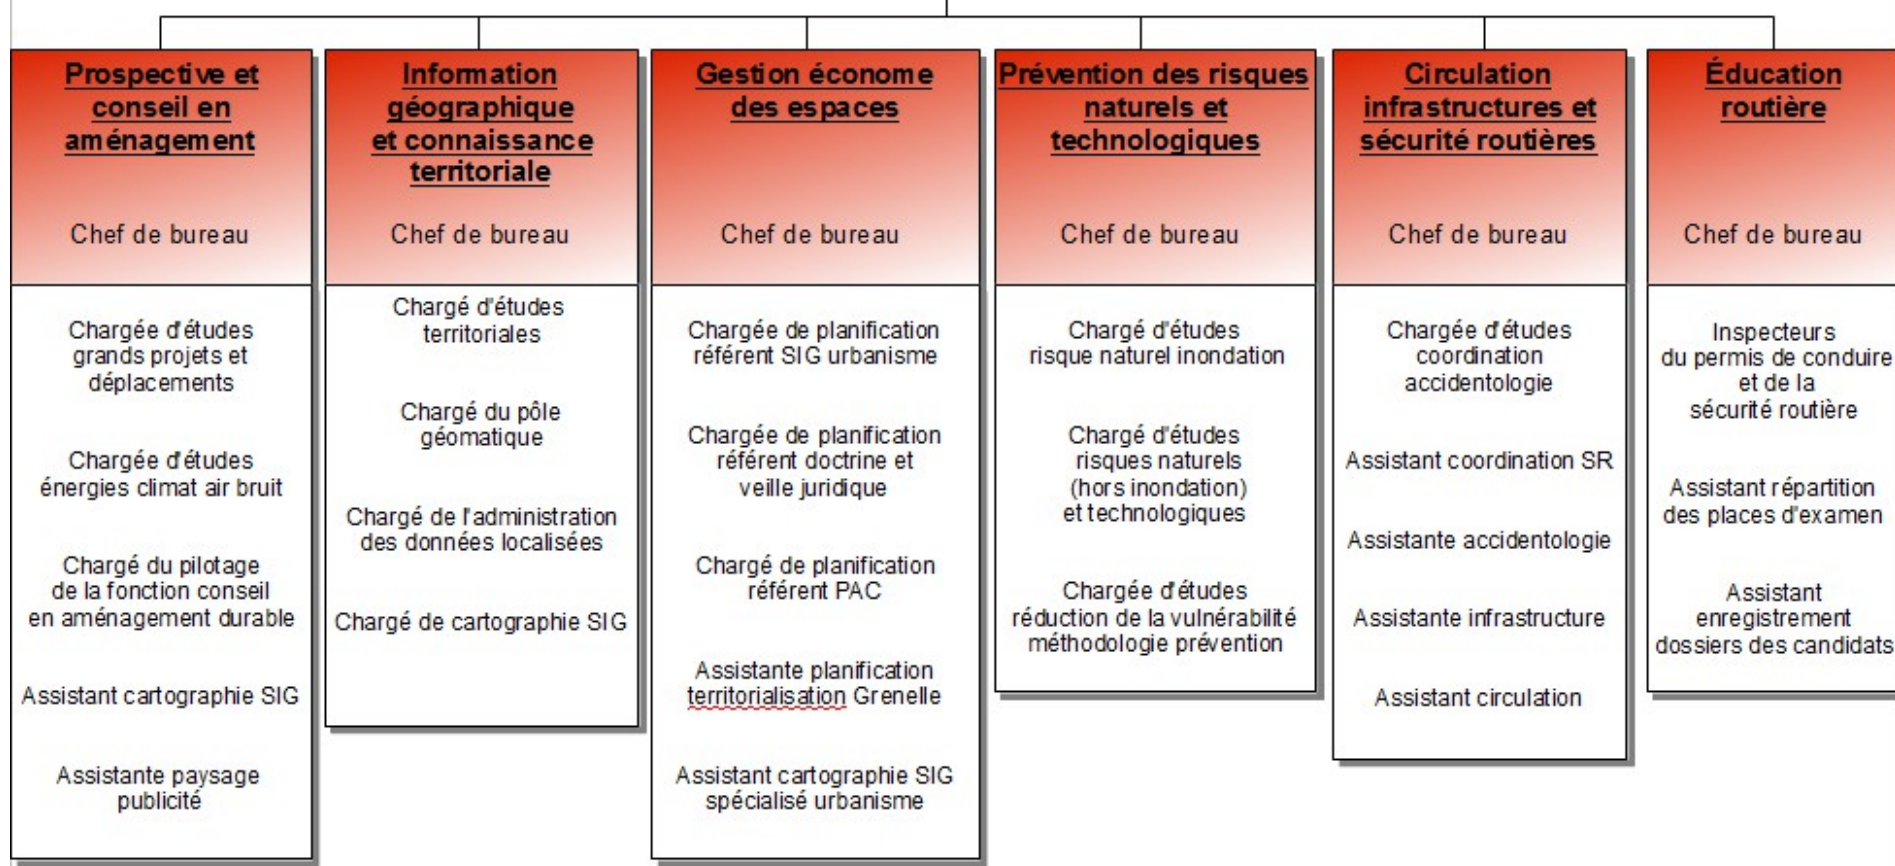 Prospective et
conseil en
aménagement
Chef de bureau
Chargée d'études
grands projets et
déplacements
Chargée d'études
énergies climat air bruit
Chargé du pilotage
de la fonction conseil
en aménagement durable
Assistant cartographie SIG
Assistante paysage
publicité
Information
géographique
et connaissance
territoriale
Chef de bureau
Chargé d'études
territoriales
Chargé du pôle
géomatique
Chargé de l'administration
des données localisées
Chargé de cartographie SIG
Gestion économe
des espaces
Chef de bureau
Chargée de planification
référent SIG urbanisme
Chargée de planification
référent doctrine et
veille juridique
Chargé de planification
référent PAC
Assistante planification
territorialisation Grenelle
Assistant cartographie SIG
spécialisé urbanisme
Prévention des risques
naturels et
technologiques
Chef de bureau
Chargé d'études
risque naturel inondation
Chargé d'études
risques naturels
(hors inondation)
et technologiques
Chargée d'études
réduction de la vulnérabilité
méthodologie prévention
Circulation
infrastructures et
sécurité routières
Chef de bureau
Chargée d'études
coordination
accidentologie
Assistant coordination SR
Assistante accidentologie
Assistante infrastructure
Assistant circulation
Éducation
routière
Chef de bureau
Inspecteurs
du permis de conduire
et de la
sécurité routière
Assistant répartition
des places d'examen
Assistant
enregistrement
dossiers des candidats